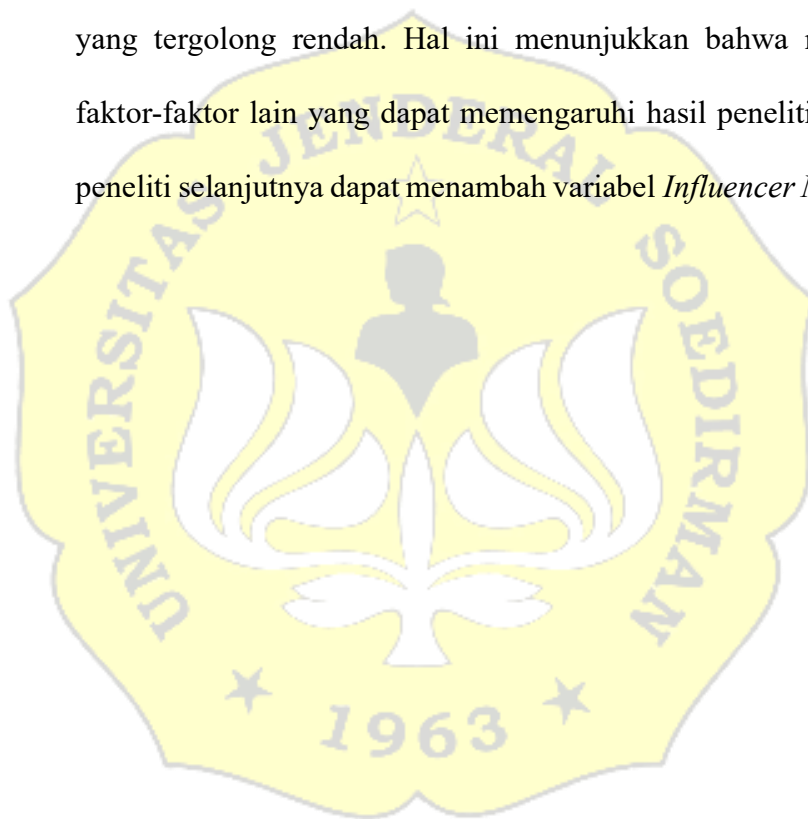 yang tergolong rendah. Hal ini menunjukkan bahwa
faktor-faktor lain yang dapat memengaruhi hasil peneliti
peneliti selanjutnya dapat menambah variabel Influencer
UNIVERSITAS JENDERAL SOEDIRMAN
1963